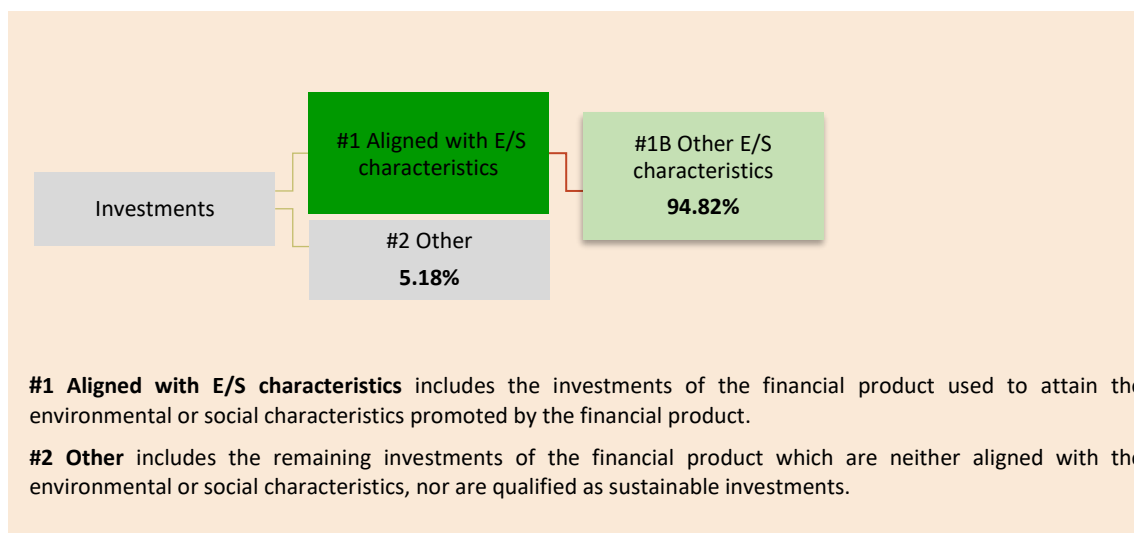 #1 Aligned with E/S
characteristics
#1B Other E/S
characteristics
94.82%
Investments
#2 Other
5.18%
#1 Aligned with E/S characteristics includes the investments of the financial product used to attain the
environmental or social characteristics promoted by the financial product.
#2 Other includes the remaining investments of the financial product which are neither aligned with the
environmental or social characteristics, nor are qualified as sustainable investments.